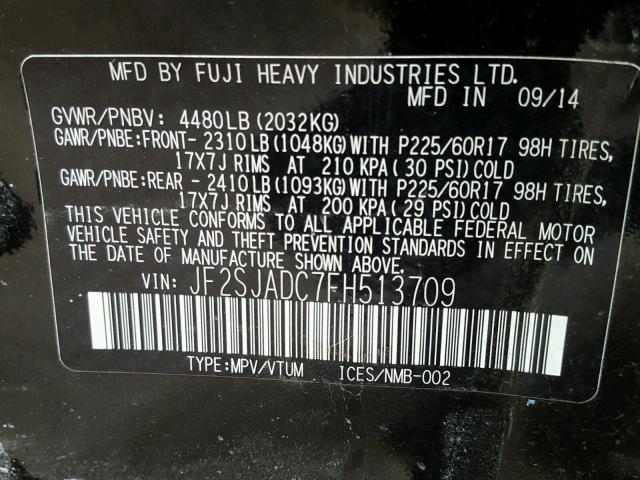 MFD BY FUJI HEAVY INDUSTRIES LTD.
MFD IN 09/14
GVWR/PNBV: 4480LB (2032KG)
GAWR/PNBE:FRONT- 2310 LB (1048KG) WITH P225/60R17 98H TIRES,
17X7J RIMS AT 210 KPA ( 30 PSI) COLD
GAWR/PNBE:REAR - 2410LB (1093KG) WITH P225/60R17 98H TIRES,
17X7J RIMS AT 200 KPA( 29 PSI) COLD
THIS VEHICLE CONFORMS TO ALL APPLICABLE FEDERAL MOTOR
VEHICLE SAFETY AND THEFT PREVENTION STANDARDS IN EFFECT ON
THE DATE OF MANUFACTURE SHOWN ABOVE.
VIN: JF2SJADC7FH513709
TYPE:MPV/VTUM ICES/NMB-002